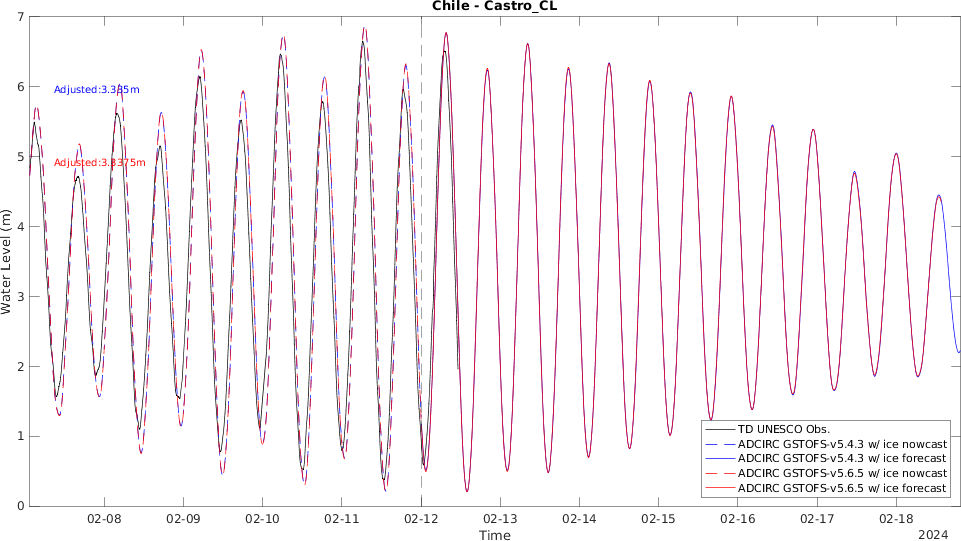 Chile - Castro_CL
7
6
5
4
3
2
1
0
Water Level (m)
Adjusted:3.335m
Adjusted:3.3375m
02-08
02-09
02-10
02-11
02-12
02-13
02-14
02-15
02-16
02-17
02-18
Time
2024
TD UNESCO Obs.
ADCIRC GSTOFS-v5.4.3 w/ ice nowcast
ADCIRC GSTOFS-v5.4.3 w/ ice forecast
ADCIRC GSTOFS-v5.6.5 w/ ice nowcast
ADCIRC GSTOFS-v5.6.5 w/ ice forecast